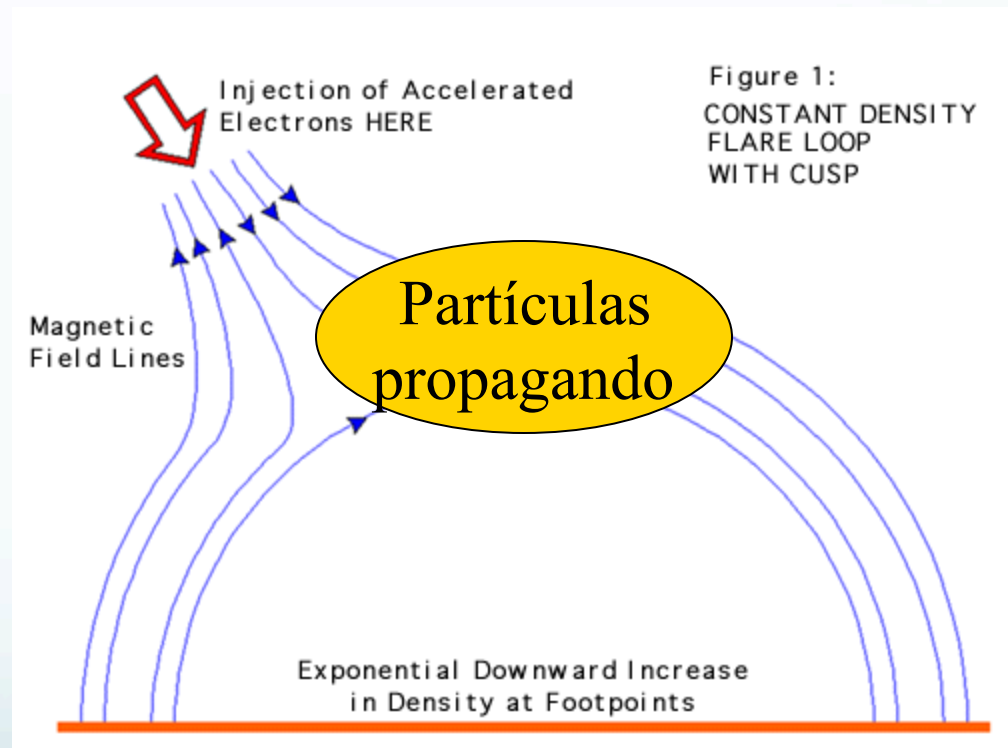 Injection of Accelerated
Electrons HERE
Figure 1:
CONSTANT DENSITY
FLARE LOOP
WITH CUSP
Partículas
propagando
Magnetic
Field Lines
Exponential Downward Increase
in Density at Footpoints